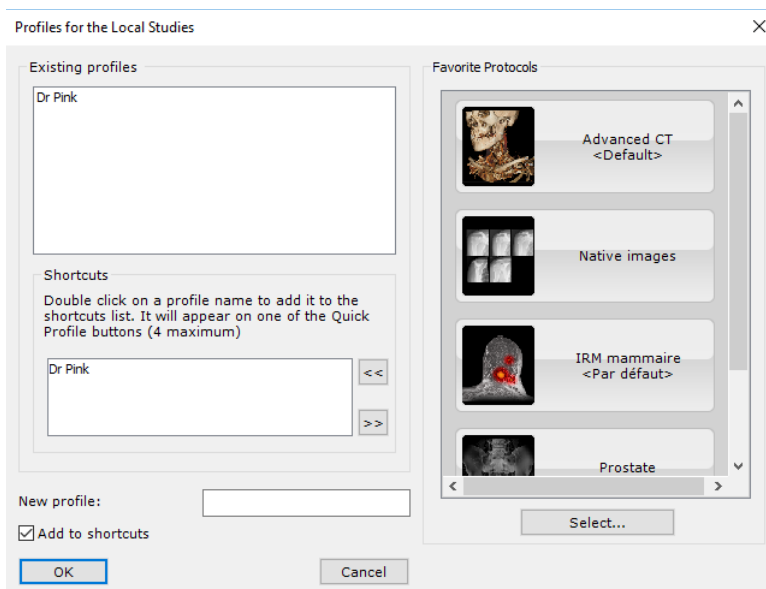 Profiles for the Local Studies
Existing profiles
Dr Pink
Shortcuts
Double click on a profile name to add it to the
shortcuts list. It will appear on one of the Quick
Profile buttons (4 maximum)
Dr Pink
<<
>>
New profile:
Add to shortcuts
OK
Cancel
Favorite Protocols
Advanced CT
<Default>
Native images
IRM mammaire
<Par défaut>
Prostate
Select...